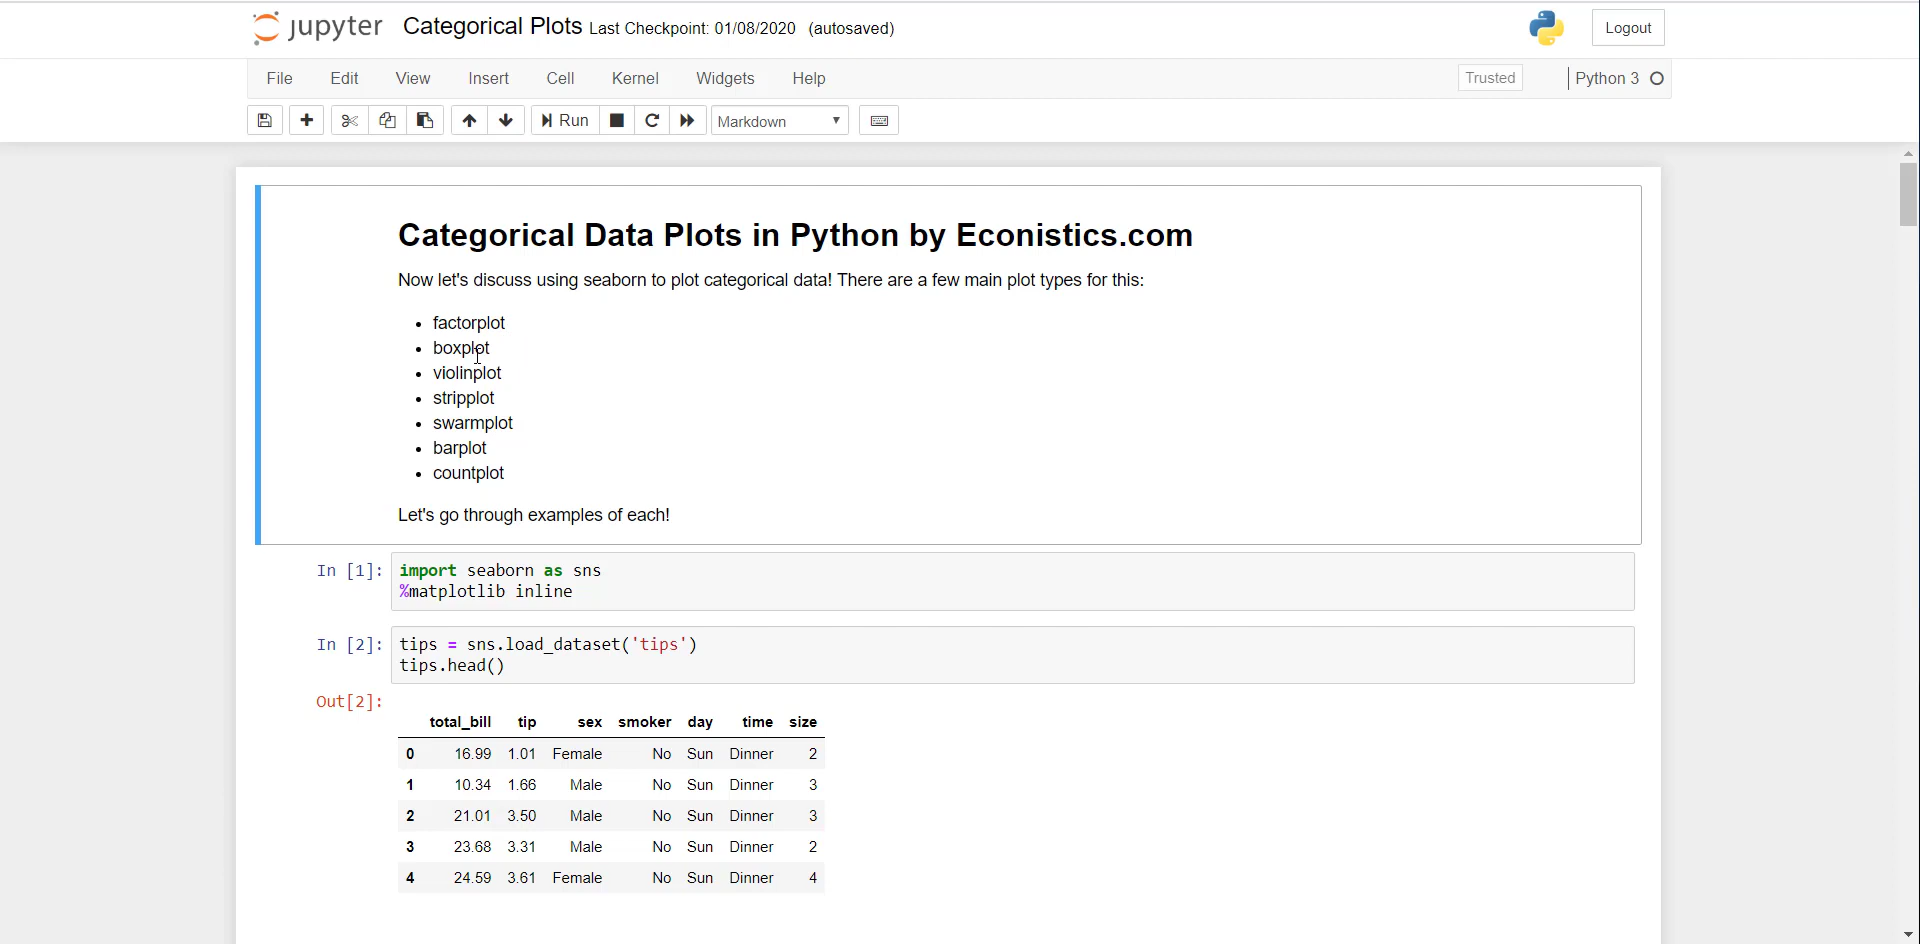 jupyter Categorical Plots Last Checkpoint: 01/08/2020 (autosaved) Logout
File Edit View Insert Cell Kernel Widgets Help Trusted Python 3
Run Markdown
Categorical Data Plots in Python by Econistics.com
Now let's discuss using seaborn to plot categorical data! There are a few main plot types for this:
factorplot
boxplot
violinplot
stripplot
swarmplot
barplot
countplot
Let's go through examples of each!
In [1]: import seaborn as sns
%matplotlib inline
In [2]: tips = sns.load_dataset('tips')
tips.head()
Out[2]:
total_bill tip sex smoker day time size
0 16.99 1.01 Female No Sun Dinner 2
1 10.34 1.66 Male No Sun Dinner 3
2 21.01 3.50 Male No Sun Dinner 3
3 23.68 3.31 Male No Sun Dinner 2
4 24.59 3.61 Female No Sun Dinner 4